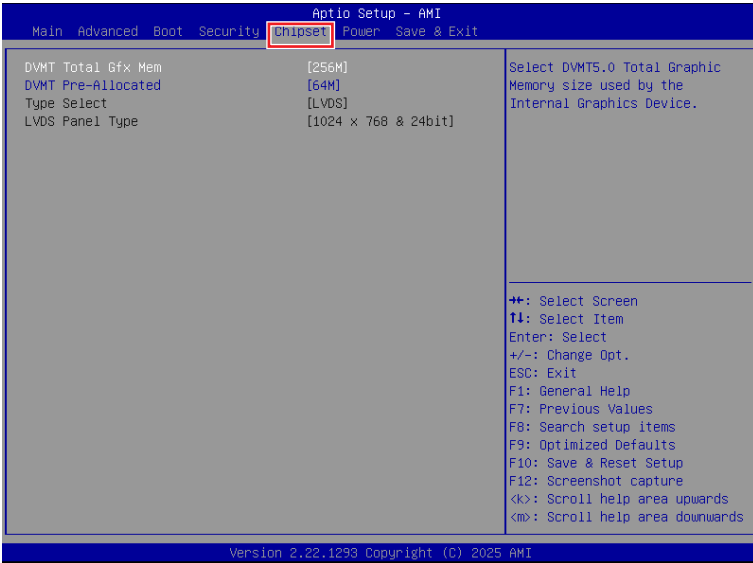 Aptio Setup – AMI
Main Advanced Boot Security Chipset Power Save & Exit
DVMT Total Gfx Mem [256M]
DVMT Pre-Allocated [64M]
Type Select [LVDS]
LVDS Panel Type [1024 x 768 & 24bit]
Select DVMT5.0 Total Graphic
Memory size used by the
Internal Graphics Device.
→←: Select Screen
↑↓: Select Item
Enter: Select
+/-: Change Opt.
ESC: Exit
F1: General Help
F7: Previous Values
F8: Search setup items
F9: Optimized Defaults
F10: Save & Reset Setup
F12: Screenshot capture
<k>: Scroll help area upwards
<m>: Scroll help area downwards
Version 2.22.1293 Copyright (C) 2025 AMI